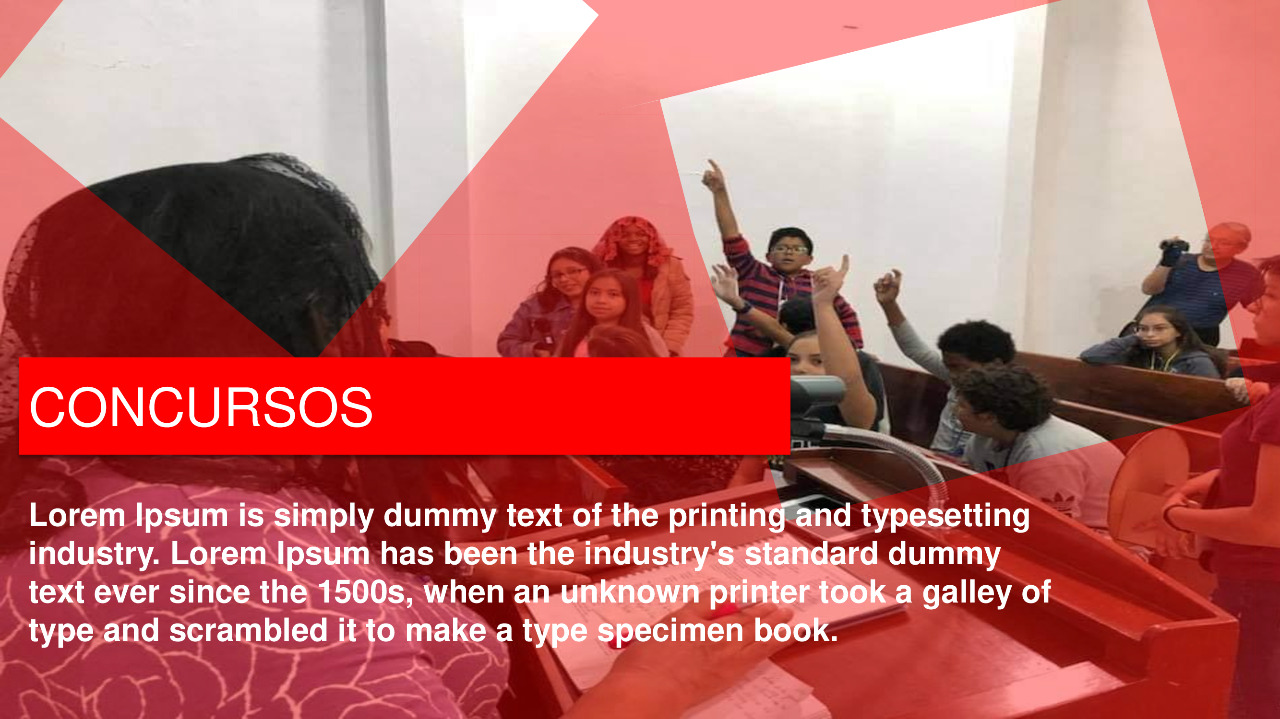 CONCURSOS
Lorem Ipsum is simply dummy text of the printing and typesetting
industry. Lorem Ipsum has been the industry's standard dummy
text ever since the 1500s, when an unknown printer took a galley of
type and scrambled it to make a type specimen book.